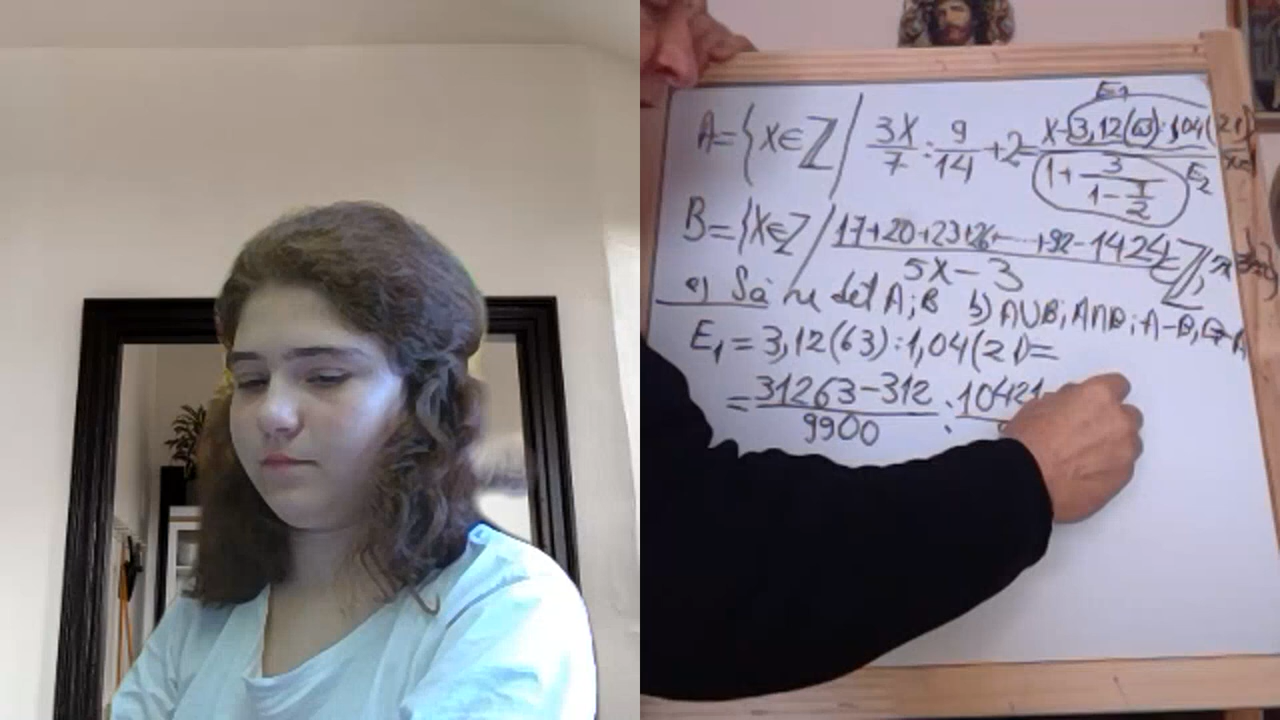 E1
A={x∈ℤ/ 3x/7 : 9/14 +2= x-3,12(63):1,04(21) / 1+3/(1-1/2) E2
B={x∈ℤ/ 17+20+23+26+.....+92-1424 / 5x-3 ∈ℤ,
a) Să se det A;B b) A∪B; A∩B; A-B,
E1=3,12(63):1,04(21)=
= 31263-312 / 9900 : 10421